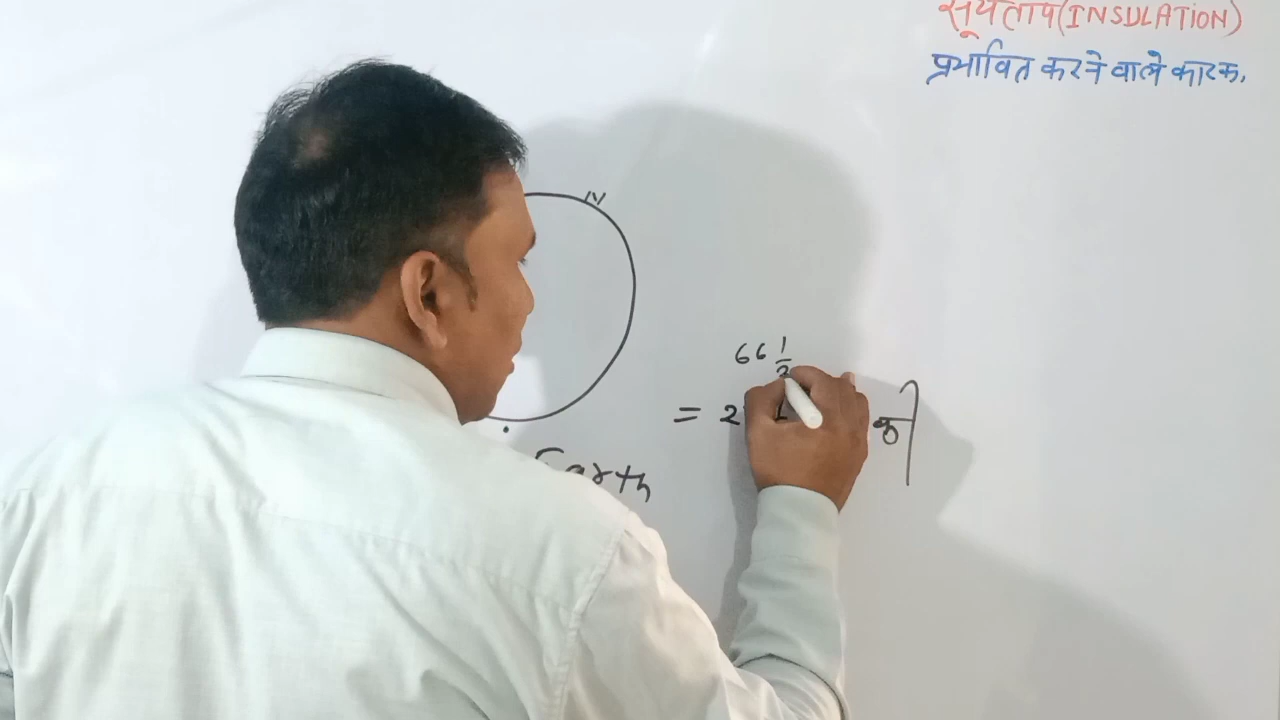 सूर्यताप(INSULATION)
प्रभावित करने वाले कारक,
N
66 1/2
= 2
Earth